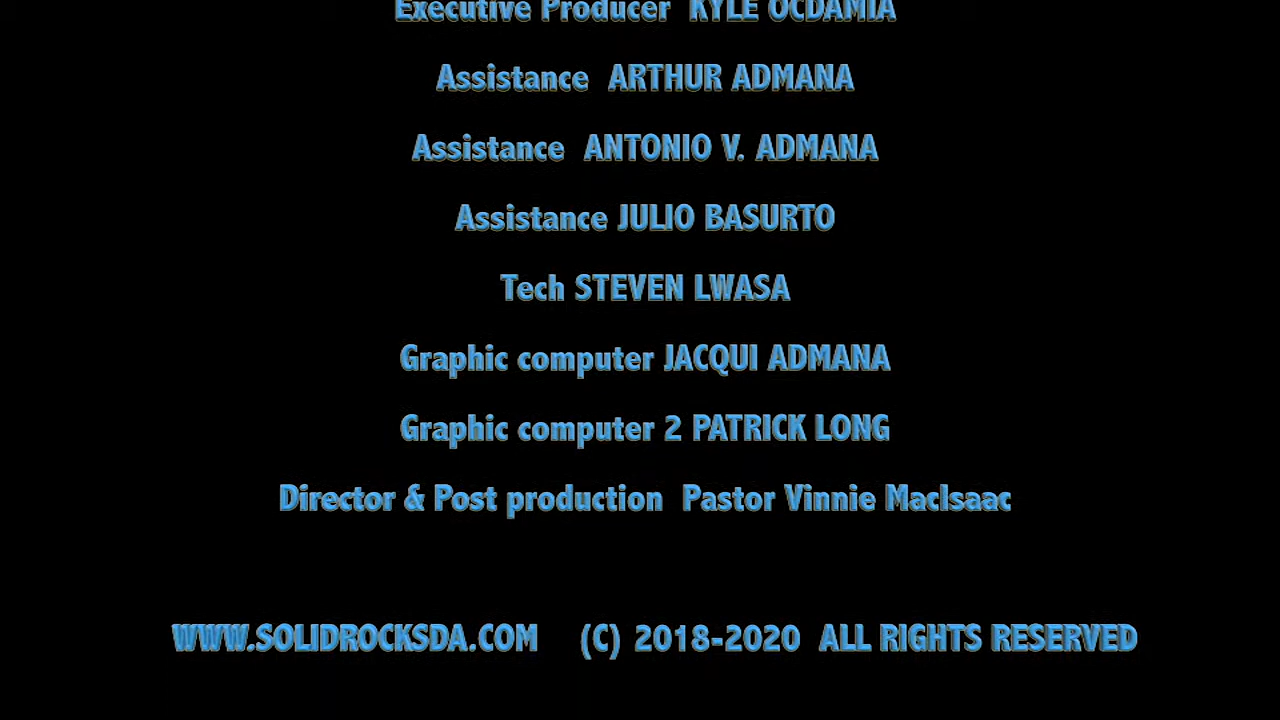 Executive Producer KYLE OCDAMIA
Assistance ARTHUR ADMANA
Assistance ANTONIO V. ADMANA
Assistance JULIO BASURTO
Tech STEVEN LWASA
Graphic computer JACQUI ADMANA
Graphic computer 2 PATRICK LONG
Director & Post production Pastor Vinnie MacIsaac
WWW.SOLIDROCKSDA.COM (C) 2018-2020 ALL RIGHTS RESERVED